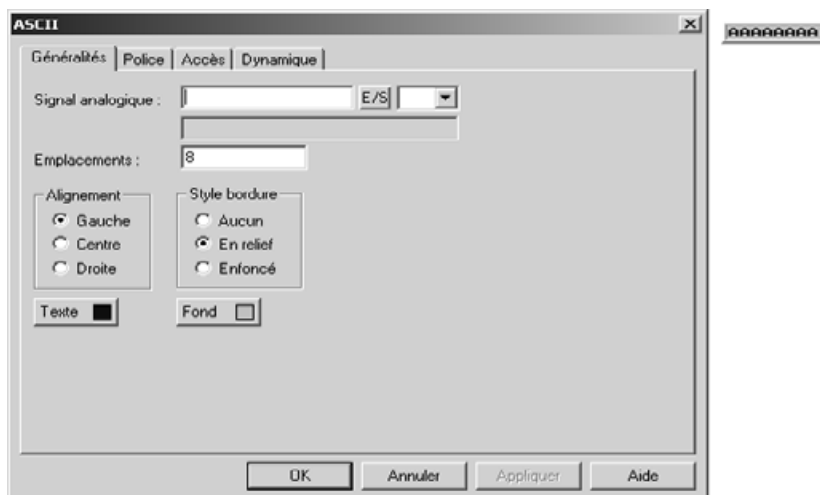 ASCII
AAAAAAAA
Généralités Police Accès Dynamique
Signal analogique : E/S
Emplacements : 8
Alignement Style bordure
Gauche Aucun
Centre En relief
Droite Enfoncé
Texte Fond
OK Annuler Appliquer Aide